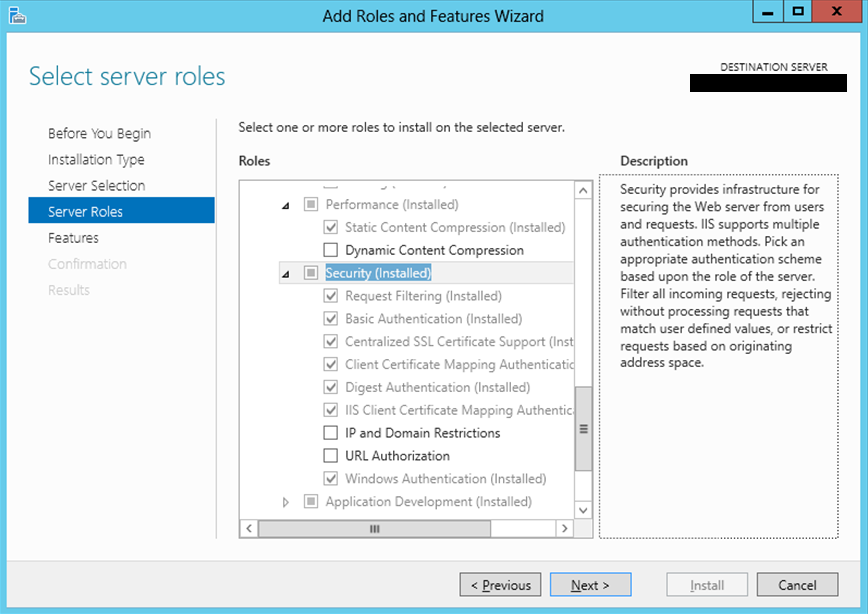 Add Roles and Features Wizard
Select server roles
DESTINATION SERVER
Before You Begin
Installation Type
Server Selection
Server Roles
Features
Confirmation
Results
Select one or more roles to install on the selected server.
Roles
Performance (Installed)
Static Content Compression (Installed)
Dynamic Content Compression
Security (Installed)
Request Filtering (Installed)
Basic Authentication (Installed)
Centralized SSL Certificate Support (Inst
Client Certificate Mapping Authenticatic
Digest Authentication (Installed)
IIS Client Certificate Mapping Authentic
IP and Domain Restrictions
URL Authorization
Windows Authentication (Installed)
Application Development (Installed)
Description
Security provides infrastructure for
securing the Web server from users
and requests. IIS supports multiple
authentication methods. Pick an
appropriate authentication scheme
based upon the role of the server.
Filter all incoming requests, rejecting
without processing requests that
match user defined values, or restrict
requests based on originating
address space.
< Previous
Next >
Install
Cancel